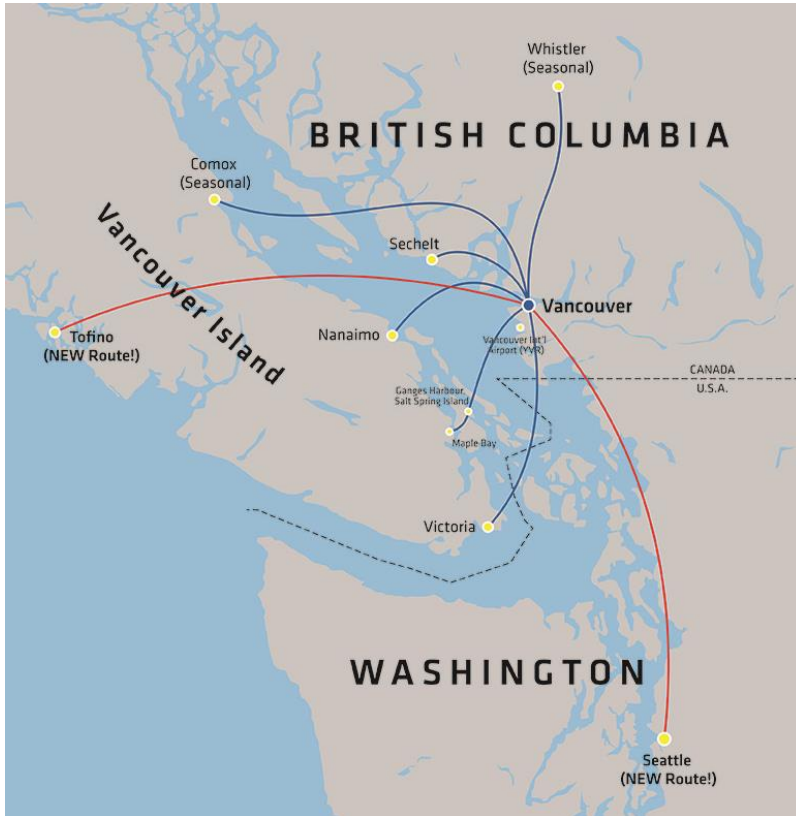 Whistler
(Seasonal)
BRITISH COLUMBIA
Comox
(Seasonal)
Vancouver Island
Sechelt
Vancouver
Tofino
(NEW Route!)
Nanaimo
Vancouver Int'l
Airport (YVR)
CANADA
U.S.A.
Ganges Harbour,
Salt Spring Island
Maple Bay
Victoria
WASHINGTON
Seattle
(NEW Route!)